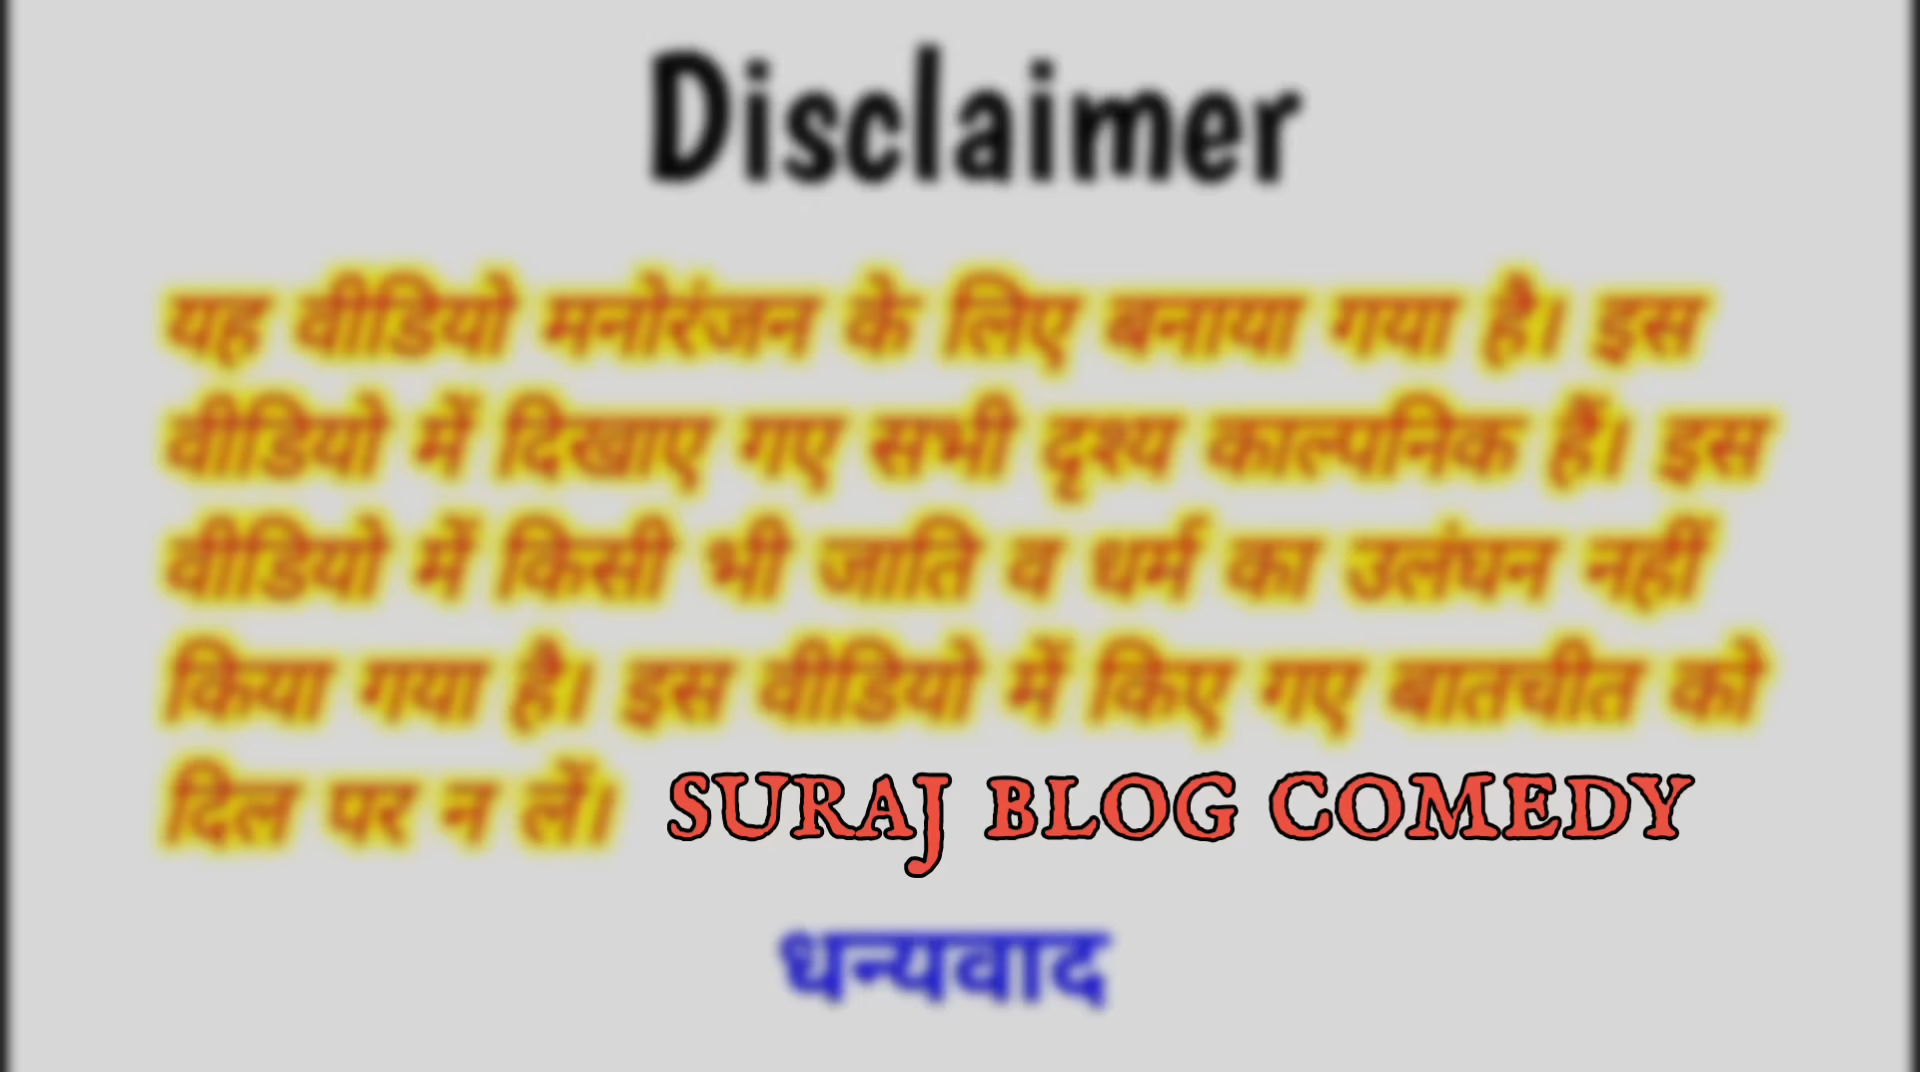 Disclaimer
यह वीडियो मनोरंजन के लिए बनाया गया है। इस
वीडियो में दिखाए गए सभी दृश्य काल्पनिक हैं। इस
वीडियो में किसी भी जाति व धर्म का उलंघन नहीं
किया गया है। इस वीडियो में किए गए बातचीत को
दिल पर न लें। SURAJ BLOG COMEDY
धन्यवाद